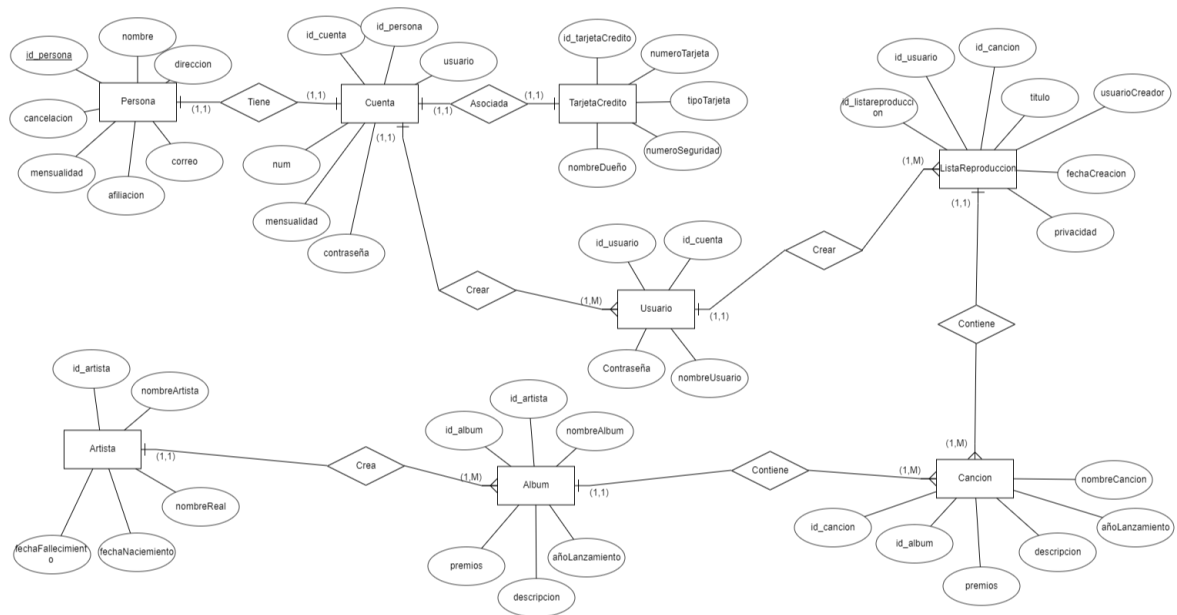 id_persona
nombre
direccion
Persona
cancelacion
mensualidad
afiliacion
correo
(1,1)
Tiene
(1,1)
id_cuenta
id_persona
usuario
Cuenta
num
mensualidad
contraseña
(1,1)
(1,1)
Asociada
(1,1)
id_tarjetaCredito
numeroTarjeta
tipoTarjeta
TarjetaCredito
numeroSeguridad
nombreDueño
id_usuario
id_cancion
id_listareproducci
on
titulo
usuarioCreador
ListaReproduccion
fechaCreacion
privacidad
(1,M)
(1,1)
Crear
Crear
(1,M)
id_usuario
id_cuenta
Usuario
(1,1)
Contraseña
nombreUsuario
Contiene
(1,M)
id_artista
nombreArtista
Artista
(1,1)
nombreReal
fechaFallecimient
o
fechaNaciemiento
Crea
(1,M)
id_album
id_artista
nombreAlbum
Album
(1,1)
premios
descripcion
añoLanzamiento
Contiene
(1,M)
Cancion
nombreCancion
id_cancion
id_album
premios
descripcion
añoLanzamiento